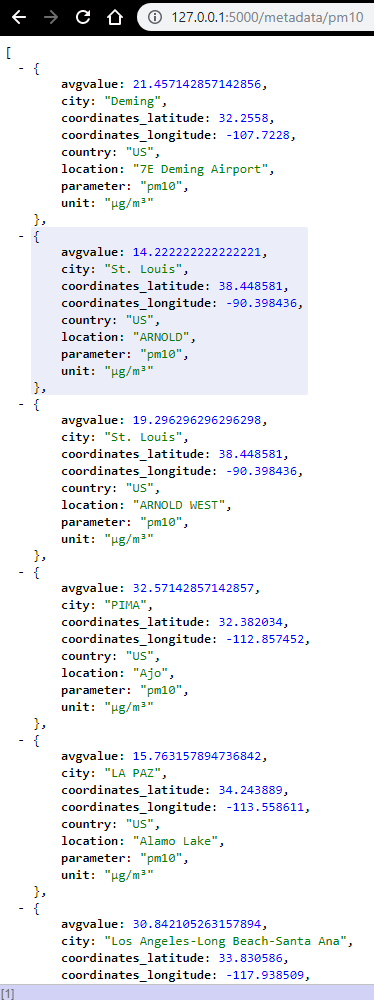 127.0.0.1:5000/metadata/pm10
[
- {
avgvalue: 21.457142857142856,
city: "Deming",
coordinates_latitude: 32.2558,
coordinates_longitude: -107.7228,
country: "US",
location: "7E Deming Airport",
parameter: "pm10",
unit: "µg/m³"
},
- {
avgvalue: 14.222222222222221,
city: "St. Louis",
coordinates_latitude: 38.448581,
coordinates_longitude: -90.398436,
country: "US",
location: "ARNOLD",
parameter: "pm10",
unit: "µg/m³"
},
- {
avgvalue: 19.296296296296298,
city: "St. Louis",
coordinates_latitude: 38.448581,
coordinates_longitude: -90.398436,
country: "US",
location: "ARNOLD WEST",
parameter: "pm10",
unit: "µg/m³"
},
- {
avgvalue: 32.57142857142857,
city: "PIMA",
coordinates_latitude: 32.382034,
coordinates_longitude: -112.857452,
country: "US",
location: "Ajo",
parameter: "pm10",
unit: "µg/m³"
},
- {
avgvalue: 15.763157894736842,
city: "LA PAZ",
coordinates_latitude: 34.243889,
coordinates_longitude: -113.558611,
country: "US",
location: "Alamo Lake",
parameter: "pm10",
unit: "µg/m³"
},
- {
avgvalue: 30.842105263157894,
city: "Los Angeles-Long Beach-Santa Ana",
coordinates_latitude: 33.830586,
coordinates_longitude: -117.938509,
[1]